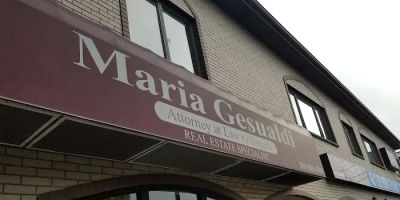 Maria Gesualdi
Attorney at Law •
REAL ESTATE SPECIALIST